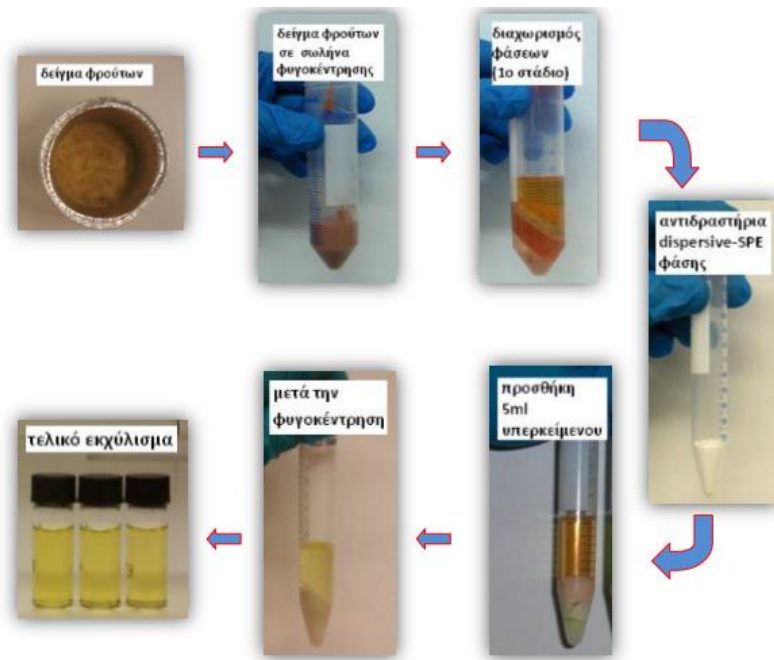 δείγμα φρούτων
δείγμα φρούτων
σε σωλήνα
φυγοκέντρησης
διαχωρισμός
φάσεων
(1ο στάδιο)
αντιδραστήρια
dispersive-SPE
φάσης
προσθήκη
5ml
υπερκείμενου
μετά την
φυγοκέντρηση
τελικό εκχύλισμα